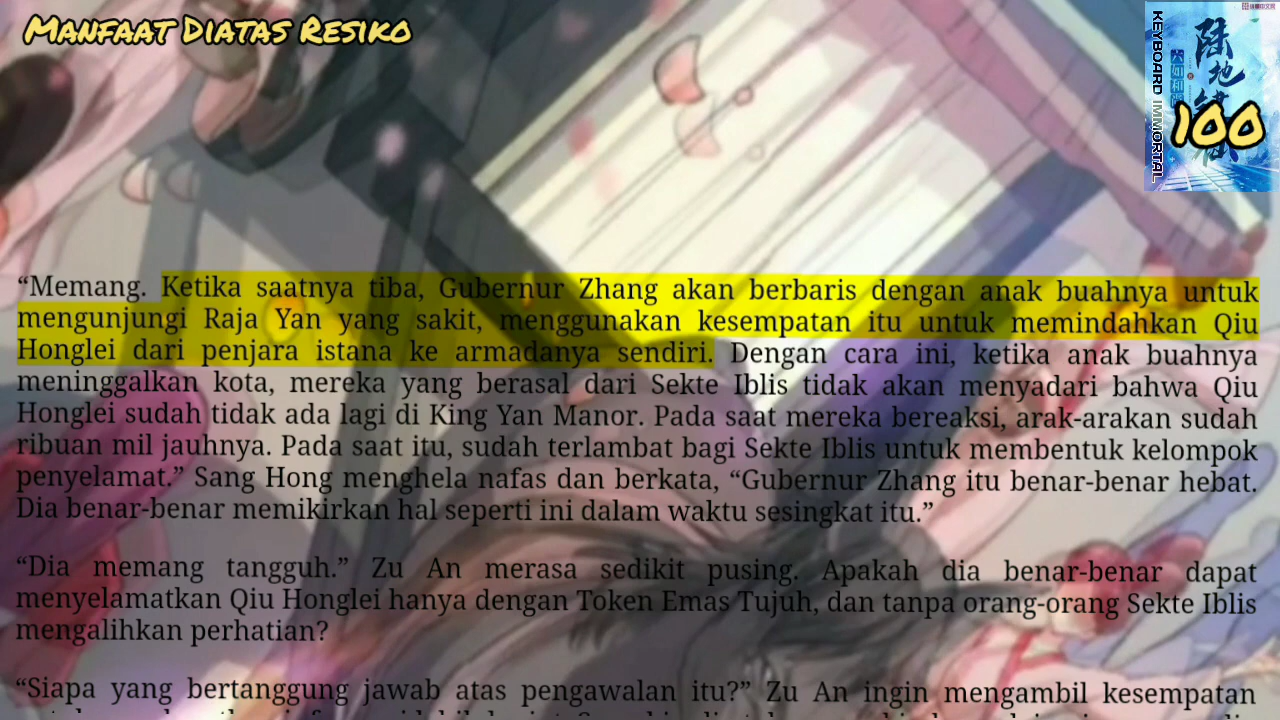 Manfaat Diatas Resiko
KEYBOARD IMMORTAL
100
“Memang. Ketika saatnya tiba, Gubernur Zhang akan berbaris dengan anak buahnya untuk
mengunjungi Raja Yan yang sakit, menggunakan kesempatan itu untuk memindahkan Qiu
Honglei dari penjara istana ke armadanya sendiri. Dengan cara ini, ketika anak buahnya
meninggalkan kota, mereka yang berasal dari Sekte Iblis tidak akan menyadari bahwa Qiu
Honglei sudah tidak ada lagi di King Yan Manor. Pada saat mereka bereaksi, arak-arakan sudah
ribuan mil jauhnya. Pada saat itu, sudah terlambat bagi Sekte Iblis untuk membentuk kelompok
penyelamat.” Sang Hong menghela nafas dan berkata, “Gubernur Zhang itu benar-benar hebat.
Dia benar-benar memikirkan hal seperti ini dalam waktu sesingkat itu.”
“Dia memang tangguh.” Zu An merasa sedikit pusing. Apakah dia benar-benar dapat
menyelamatkan Qiu Honglei hanya dengan Token Emas Tujuh, dan tanpa orang-orang Sekte Iblis
mengalihkan perhatian?
“Siapa yang bertanggung jawab atas pengawalan itu?” Zu An ingin mengambil kesempatan